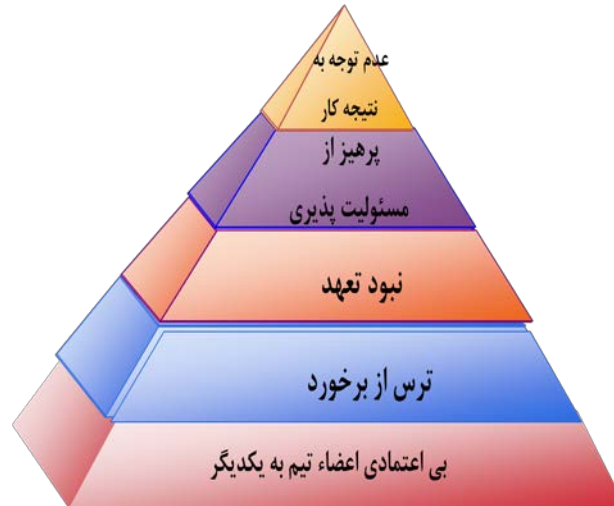 عدم توجه به
نتیجه کار
پرهیز از
مسئولیت پذیری
نبود تعهد
ترس از برخورد
بی اعتمادی اعضاء تیم به یکدیگر